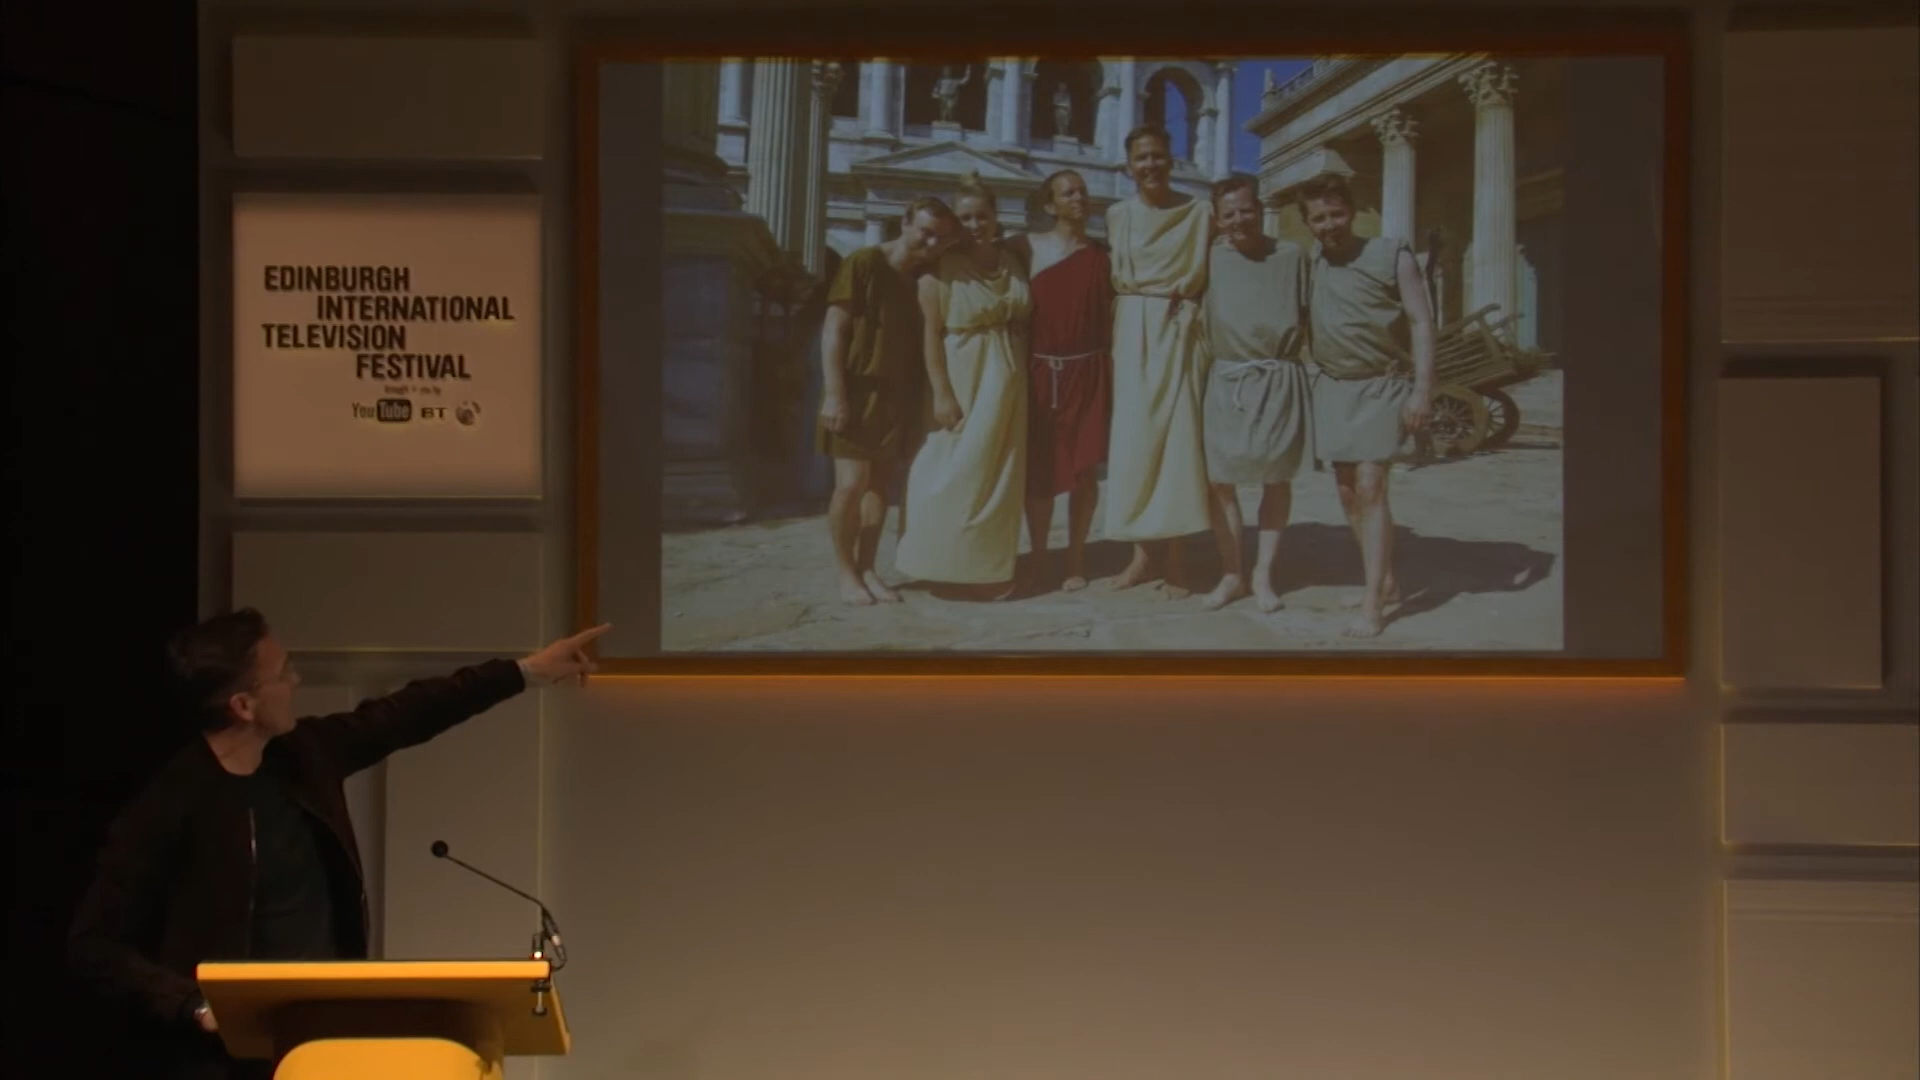 EDINBURGH
INTERNATIONAL
TELEVISION
FESTIVAL
YouTube BT